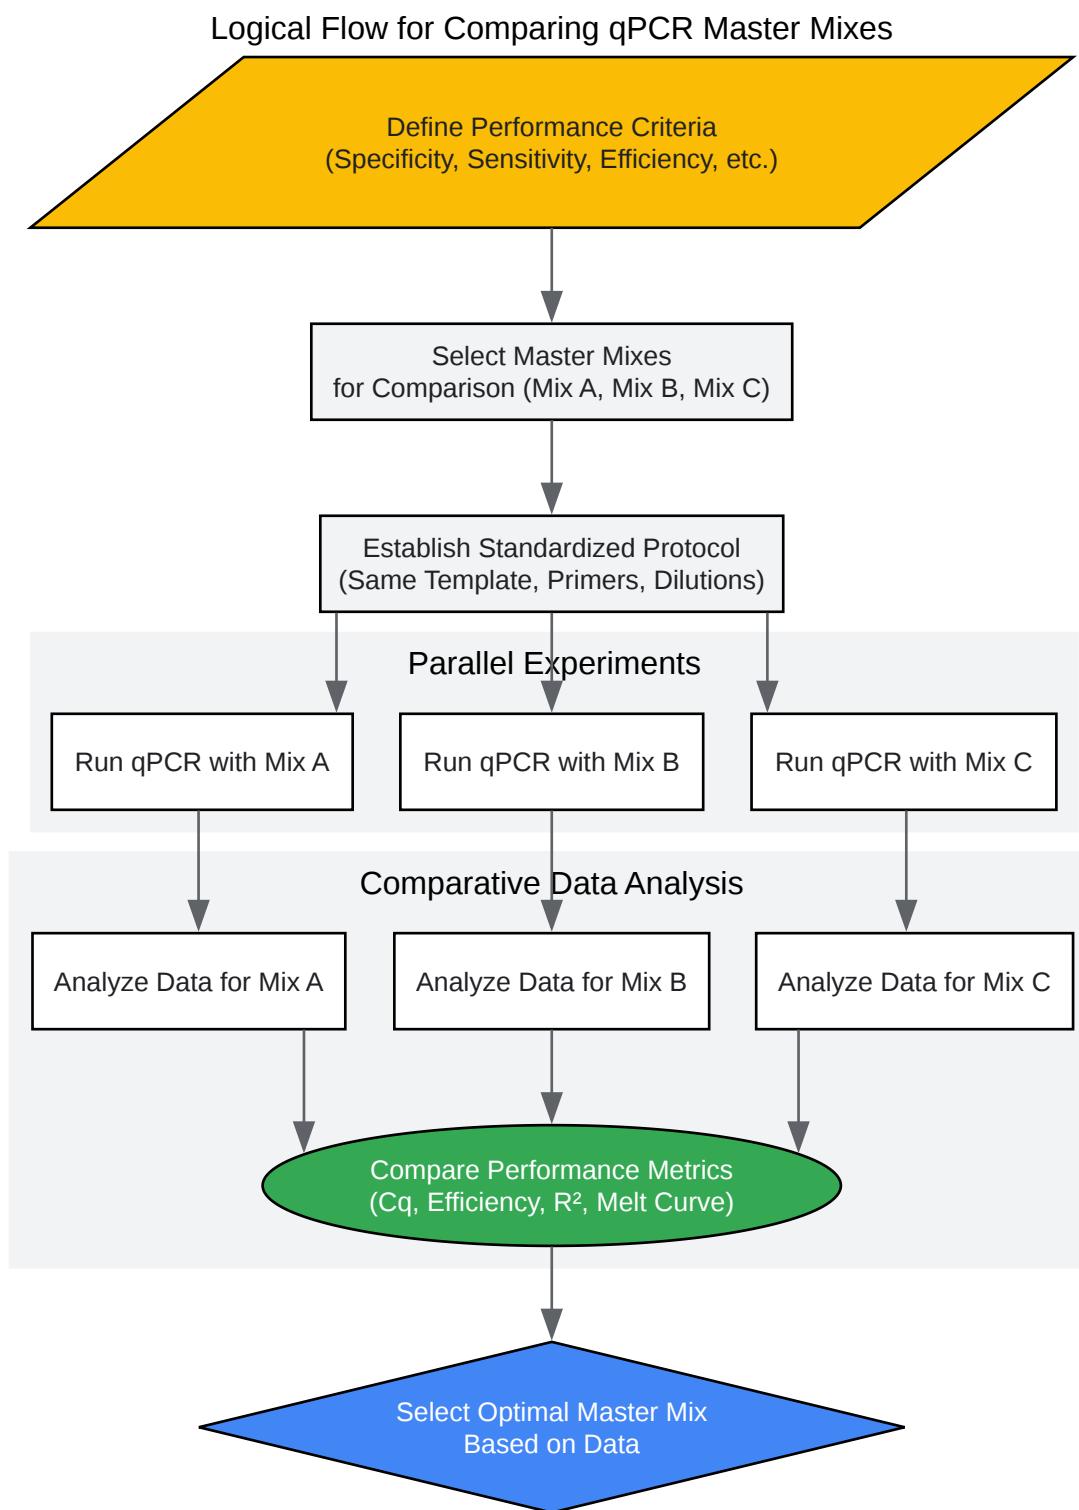 Logical Flow for Comparing qPCR Master Mixes
Define Performance Criteria
(Specificity, Sensitivity, Efficiency, etc.)
Select Master Mixes
for Comparison (Mix A, Mix B, Mix C)
Establish Standardized Protocol
(Same Template, Primers, Dilutions)
Parallel Experiments
Run qPCR with Mix A
Run qPCR with Mix B
Run qPCR with Mix C
Comparative Data Analysis
Analyze Data for Mix A
Analyze Data for Mix B
Analyze Data for Mix C
Compare Performance Metrics
(Cq, Efficiency, R², Melt Curve)
Select Optimal Master Mix
Based on Data